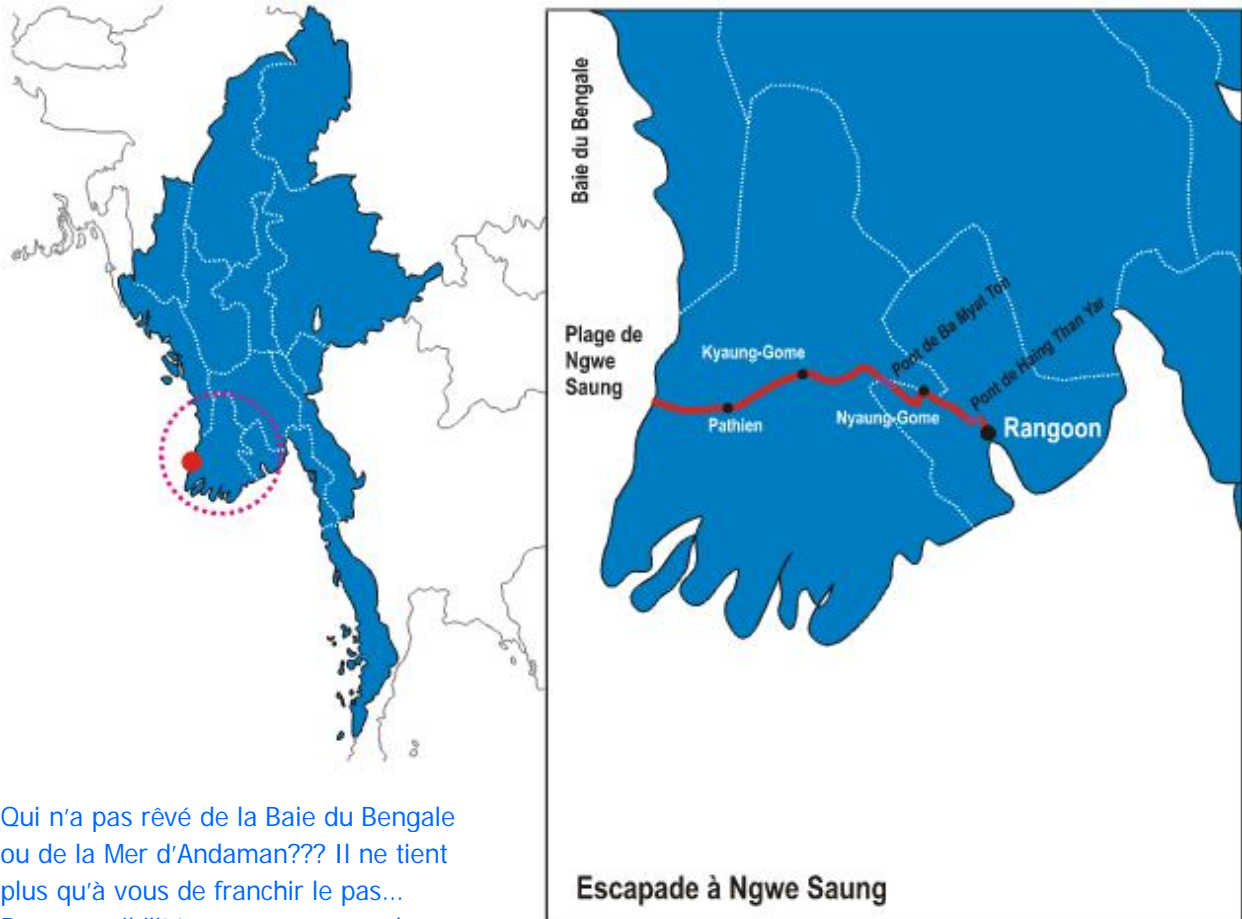 Baie du Bengale
Plage de
Ngwe
Saung
Kyaung-Gome
Pathien
Pont de Ba Myat Ton
Nyaung-Gome
Pont de Haing Than Yar
Rangoon
Escapade à Ngwe Saung
Qui n'a pas rêvé de la Baie du Bengale
ou de la Mer d'Andaman??? Il ne tient
plus qu'à vous de franchir le pas...